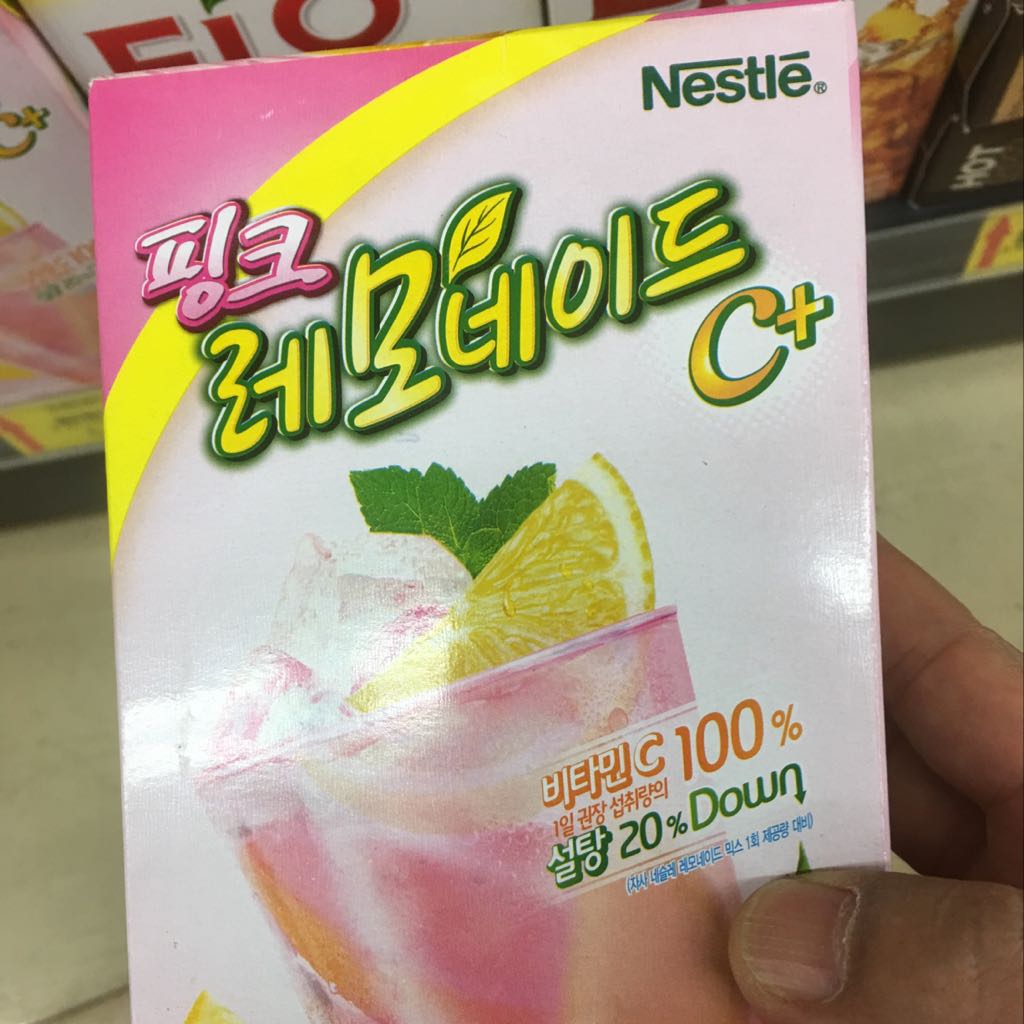 Nestlē®
핑크
레모네이드
C+
비타민 C 100%
1일 권장 섭취량의
설탕 20% Down
(자사 네슬레 레모네이드 믹스 1회 제공량 대비)
C+
HOT